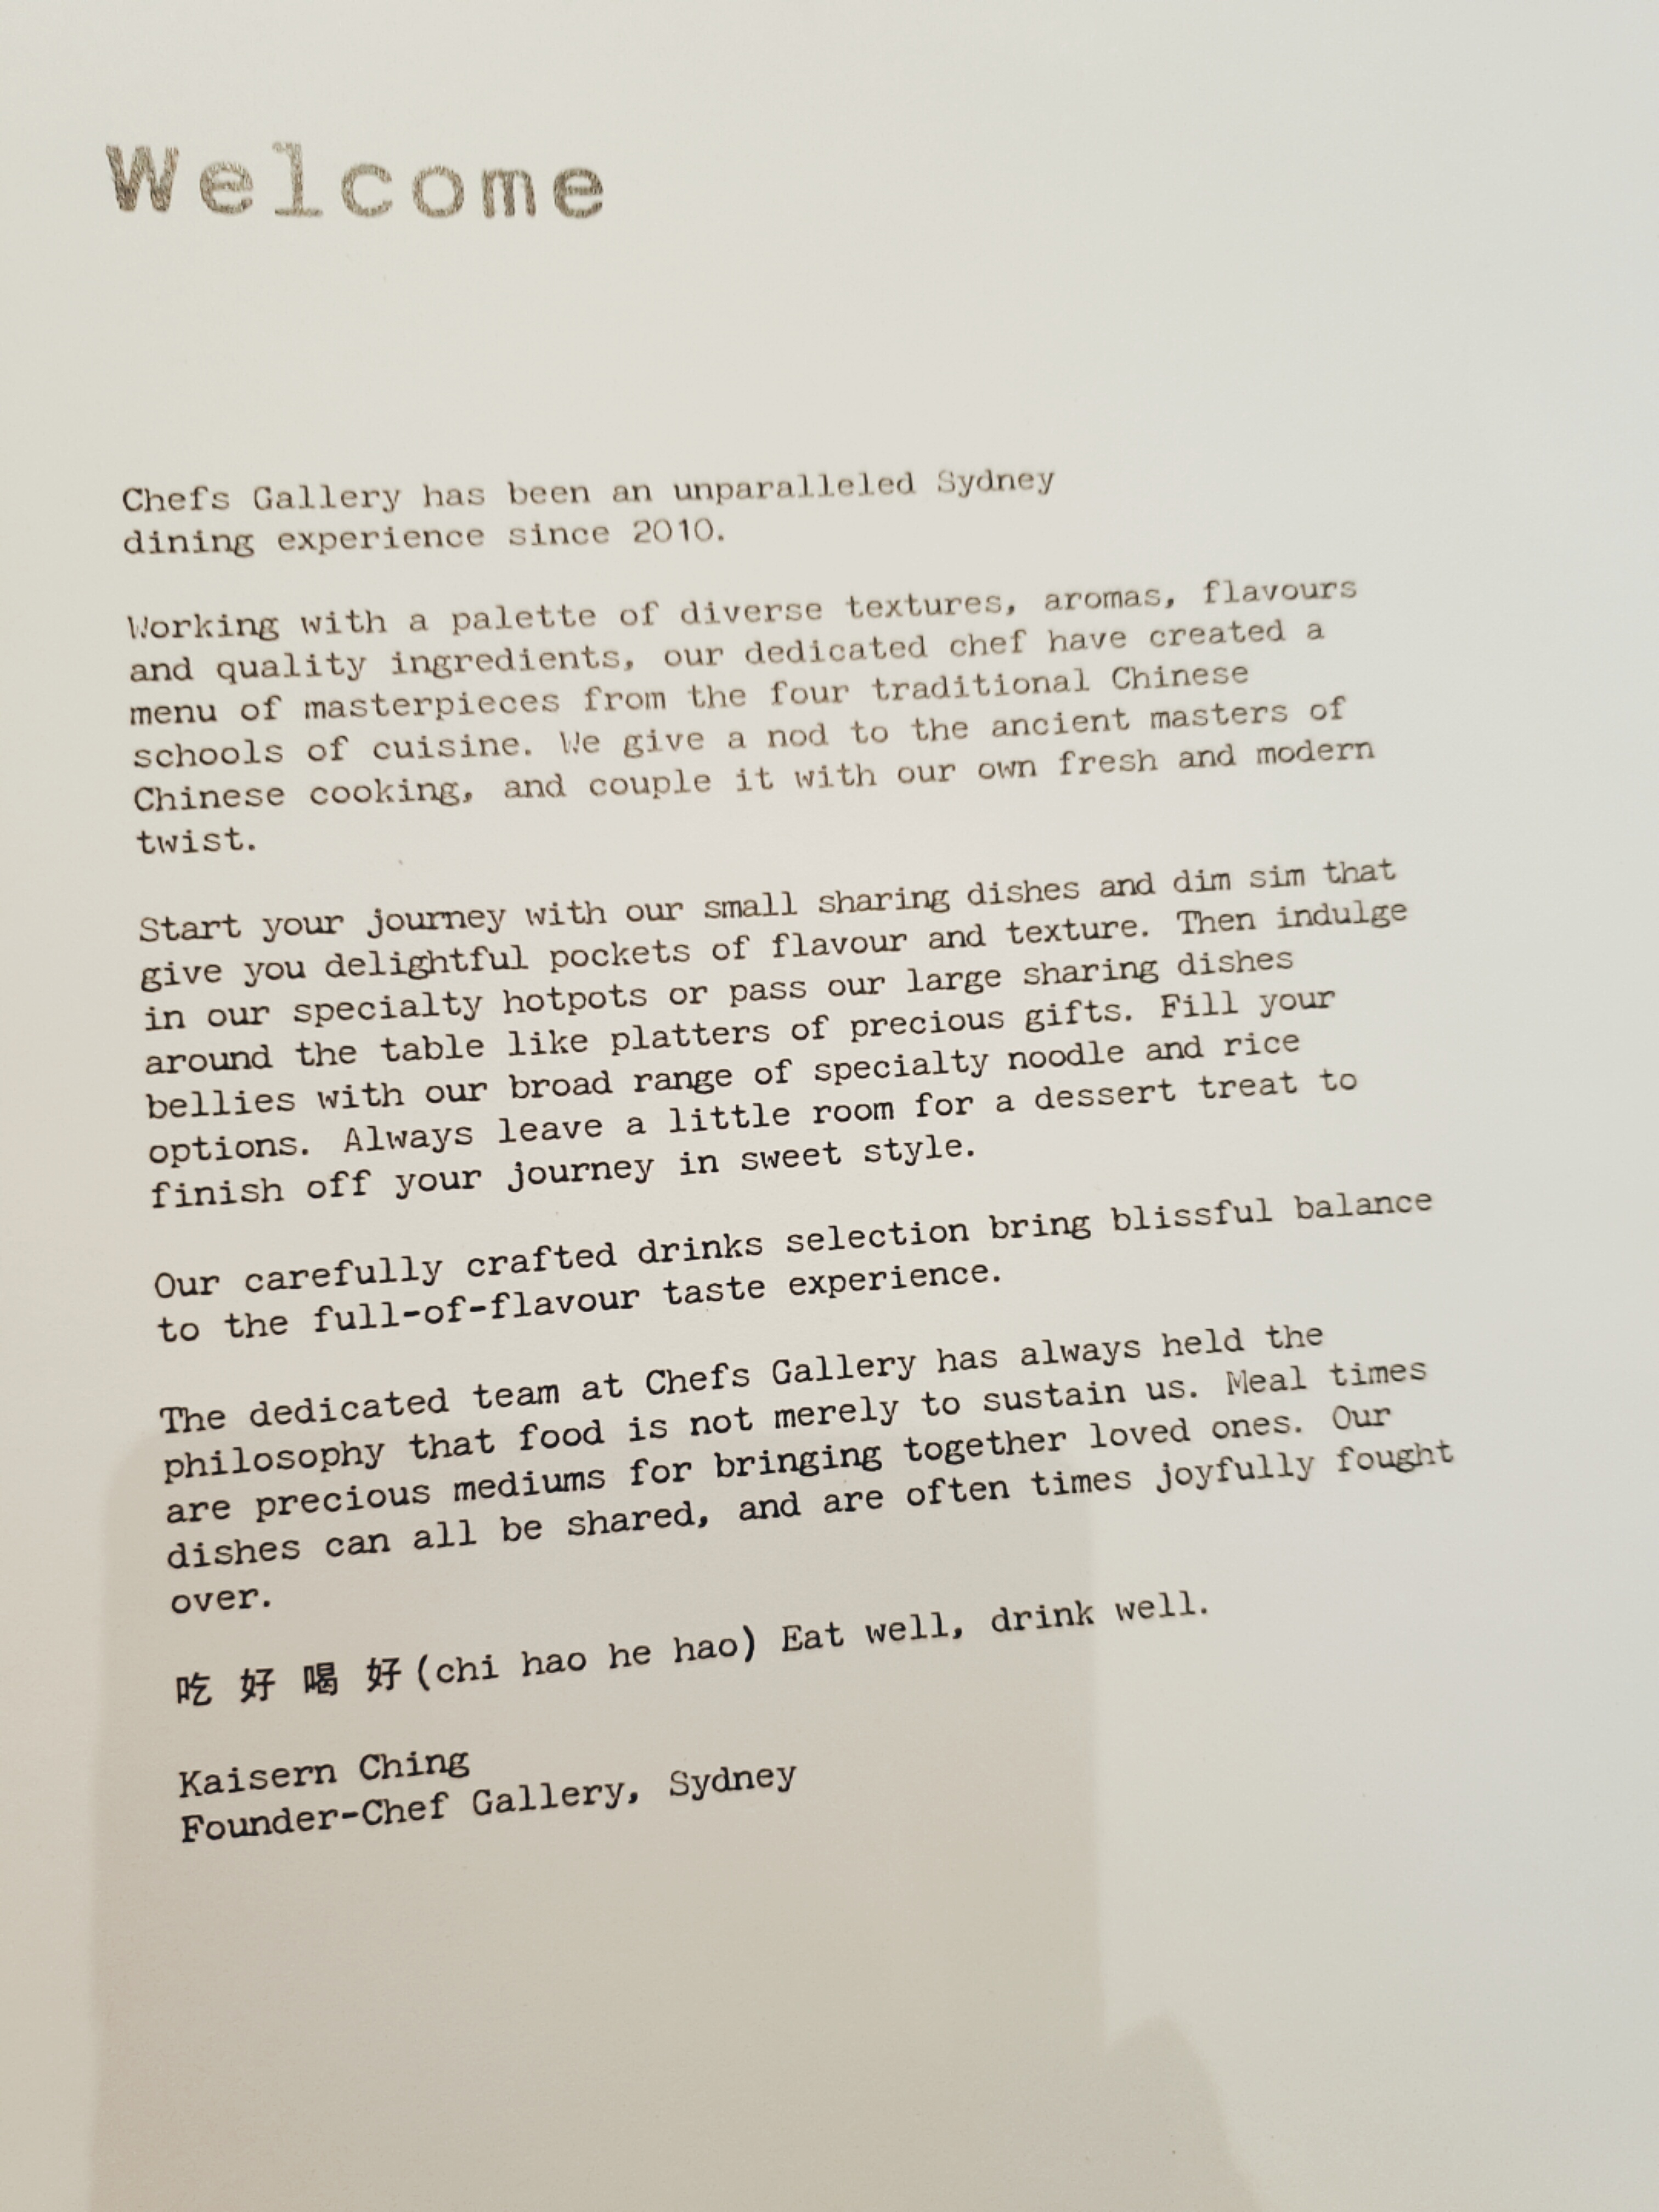 Welcome
Chefs Gallery has been an unparalleled Sydney
dining experience since 2010.
Working with a palette of diverse textures, aromas, flavours
and quality ingredients, our dedicated chef have created a
menu of masterpieces from the four traditional Chinese
schools of cuisine. We give a nod to the ancient masters of
Chinese cooking, and couple it with our own fresh and modern
twist.
Start your journey with our small sharing dishes and dim sim that
give you delightful pockets of flavour and texture. Then indulge
in our specialty hotpots or pass our large sharing dishes
around the table like platters of precious gifts. Fill your
bellies with our broad range of specialty noodle and rice
options. Always leave a little room for a dessert treat to
finish off your journey in sweet style.
Our carefully crafted drinks selection bring blissful balance
to the full-of-flavour taste experience.
The dedicated team at Chefs Gallery has always held the
philosophy that food is not merely to sustain us. Meal times
are precious mediums for bringing together loved ones. Our
dishes can all be shared, and are often times joyfully fought
over.
吃 好 喝 好(chi hao he hao) Eat well, drink well.
Kaisern Ching
Founder-Chef Gallery, Sydney